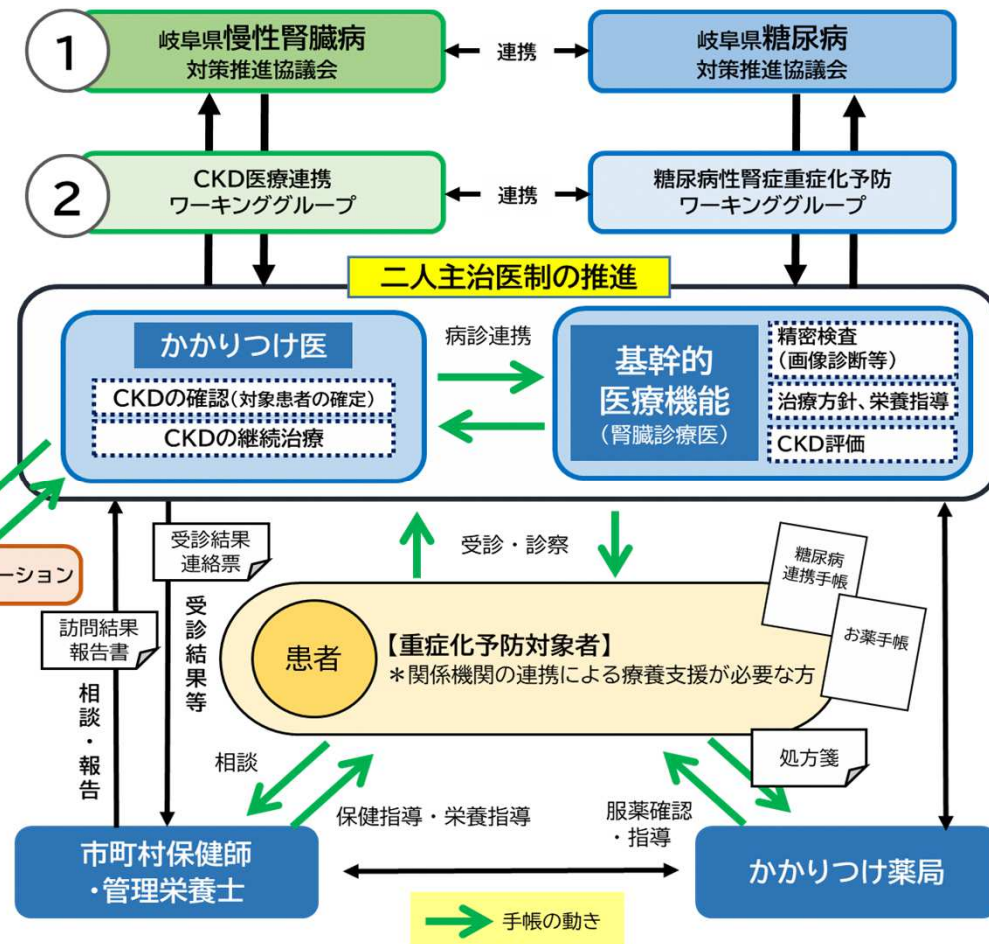 1
岐阜県慢性腎臓病
対策推進協議会
連携
岐阜県糖尿病
対策推進協議会
2
CKD医療連携
ワーキンググループ
連携
糖尿病性腎症重症化予防
ワーキンググループ
二人主治医制の推進
かかりつけ医
CKDの確認(対象患者の確定)
CKDの継続治療
病診連携
基幹的
医療機能
(腎臓診療医)
精密検査
(画像診断等)
治療方針、栄養指導
CKD評価
ーション
受診結果
連絡票
訪問結果
報告書
相談・報告
受診結果等
受診・診察
糖尿病
連携手帳
お薬手帳
患者
【重症化予防対象者】
*関係機関の連携による療養支援が必要な方
処方箋
相談
保健指導・栄養指導
服薬確認
・指導
市町村保健師
・管理栄養士
かかりつけ薬局
手帳の動き